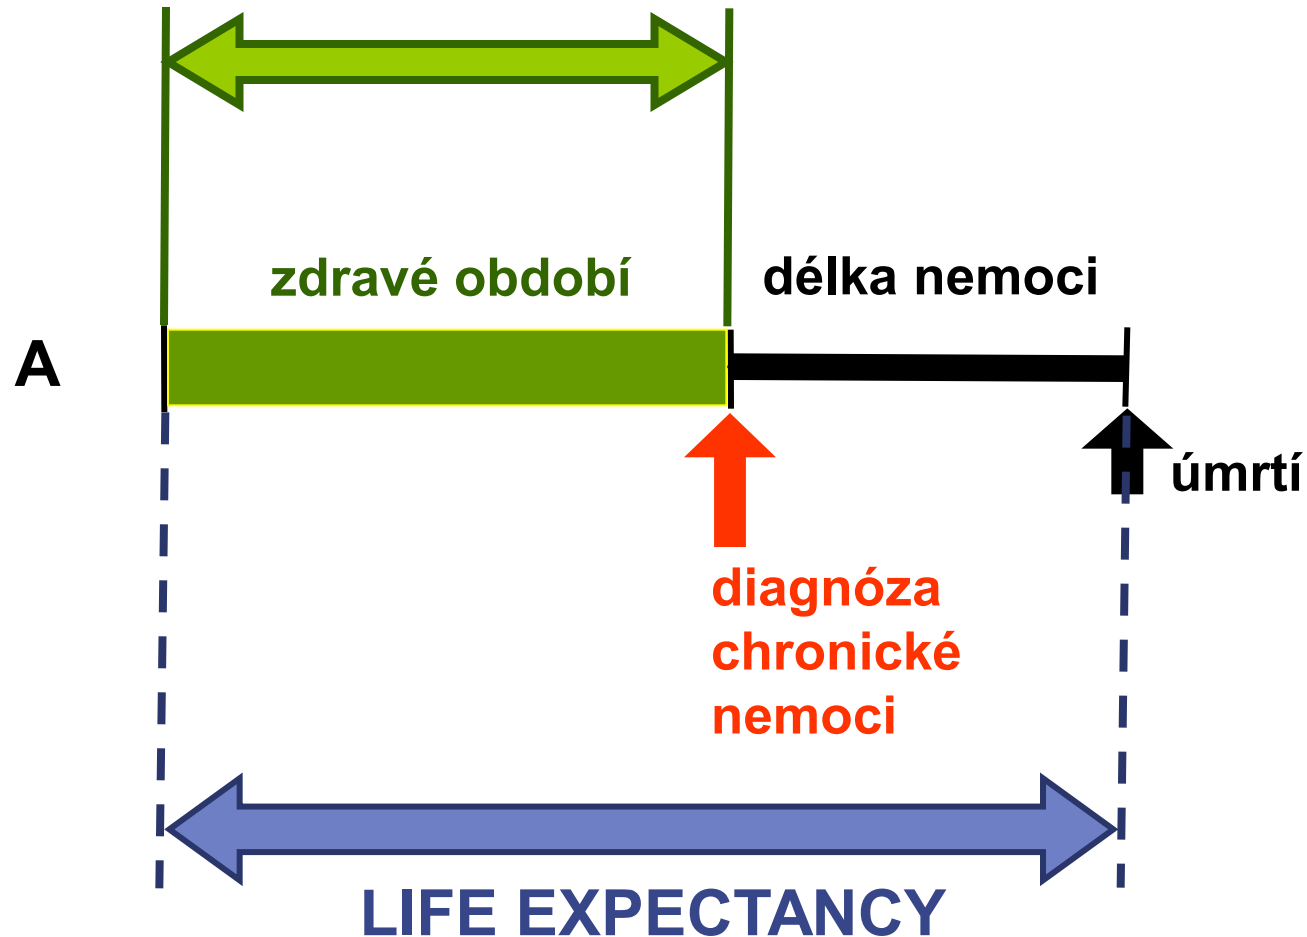 zdravé období
délka nemoci
A
úmrtí
diagnóza
chronické
nemoci
LIFE EXPECTANCY